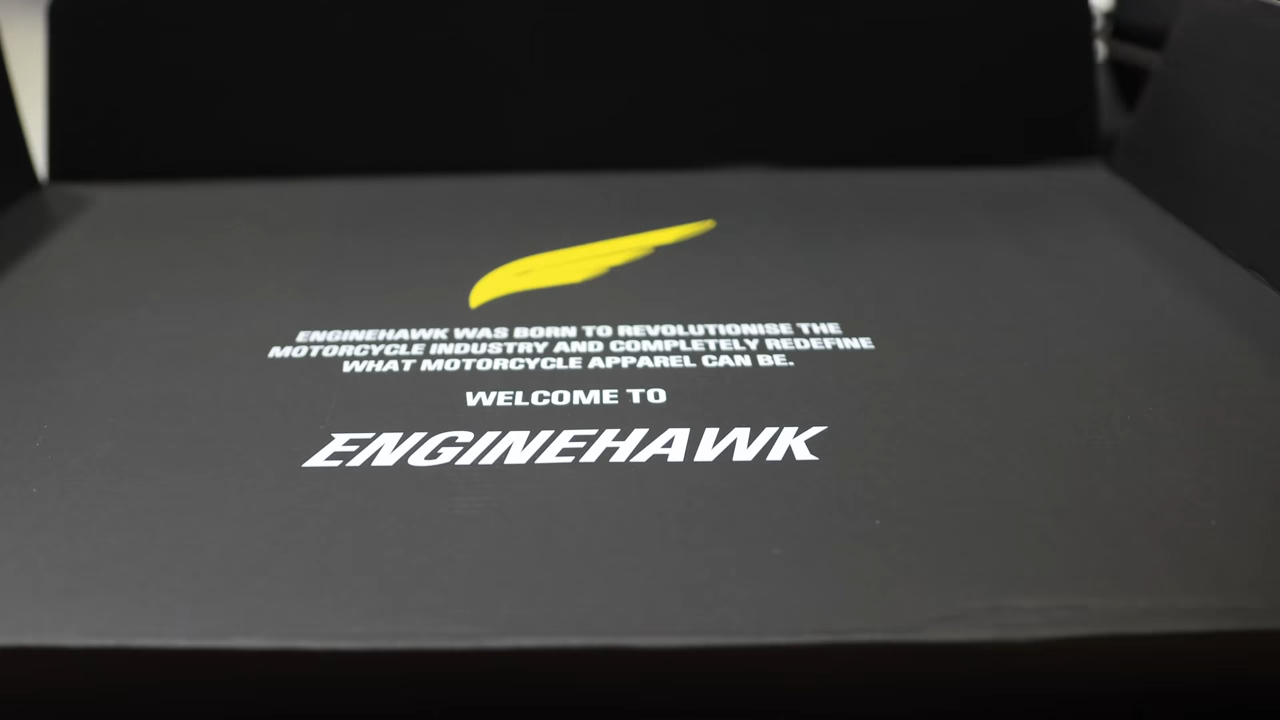 ENGINEHAWK WAS BORN TO REVOLUTIONISE THE
MOTORCYCLE INDUSTRY AND COMPLETELY REDEFINE
WHAT MOTORCYCLE APPAREL CAN BE.
WELCOME TO
ENGINEHAWK